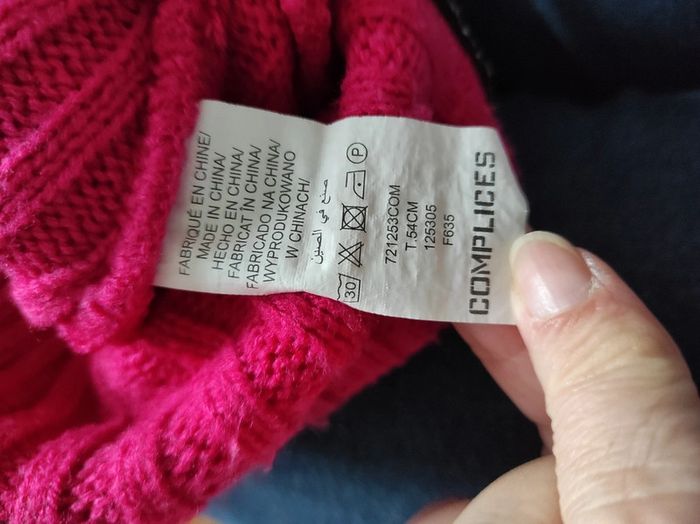 FABRIQUÉ EN CHINE/
MADE IN CHINA/
HECHO EN CHINA/
FABRICAT ÎN CHINA/
FABRICADO NA CHINA/
WYPRODUKOWANO
W CHINACH/
صنع في الصين
30
P
721253COM
T.54CM
125305
F635
COMPLICES